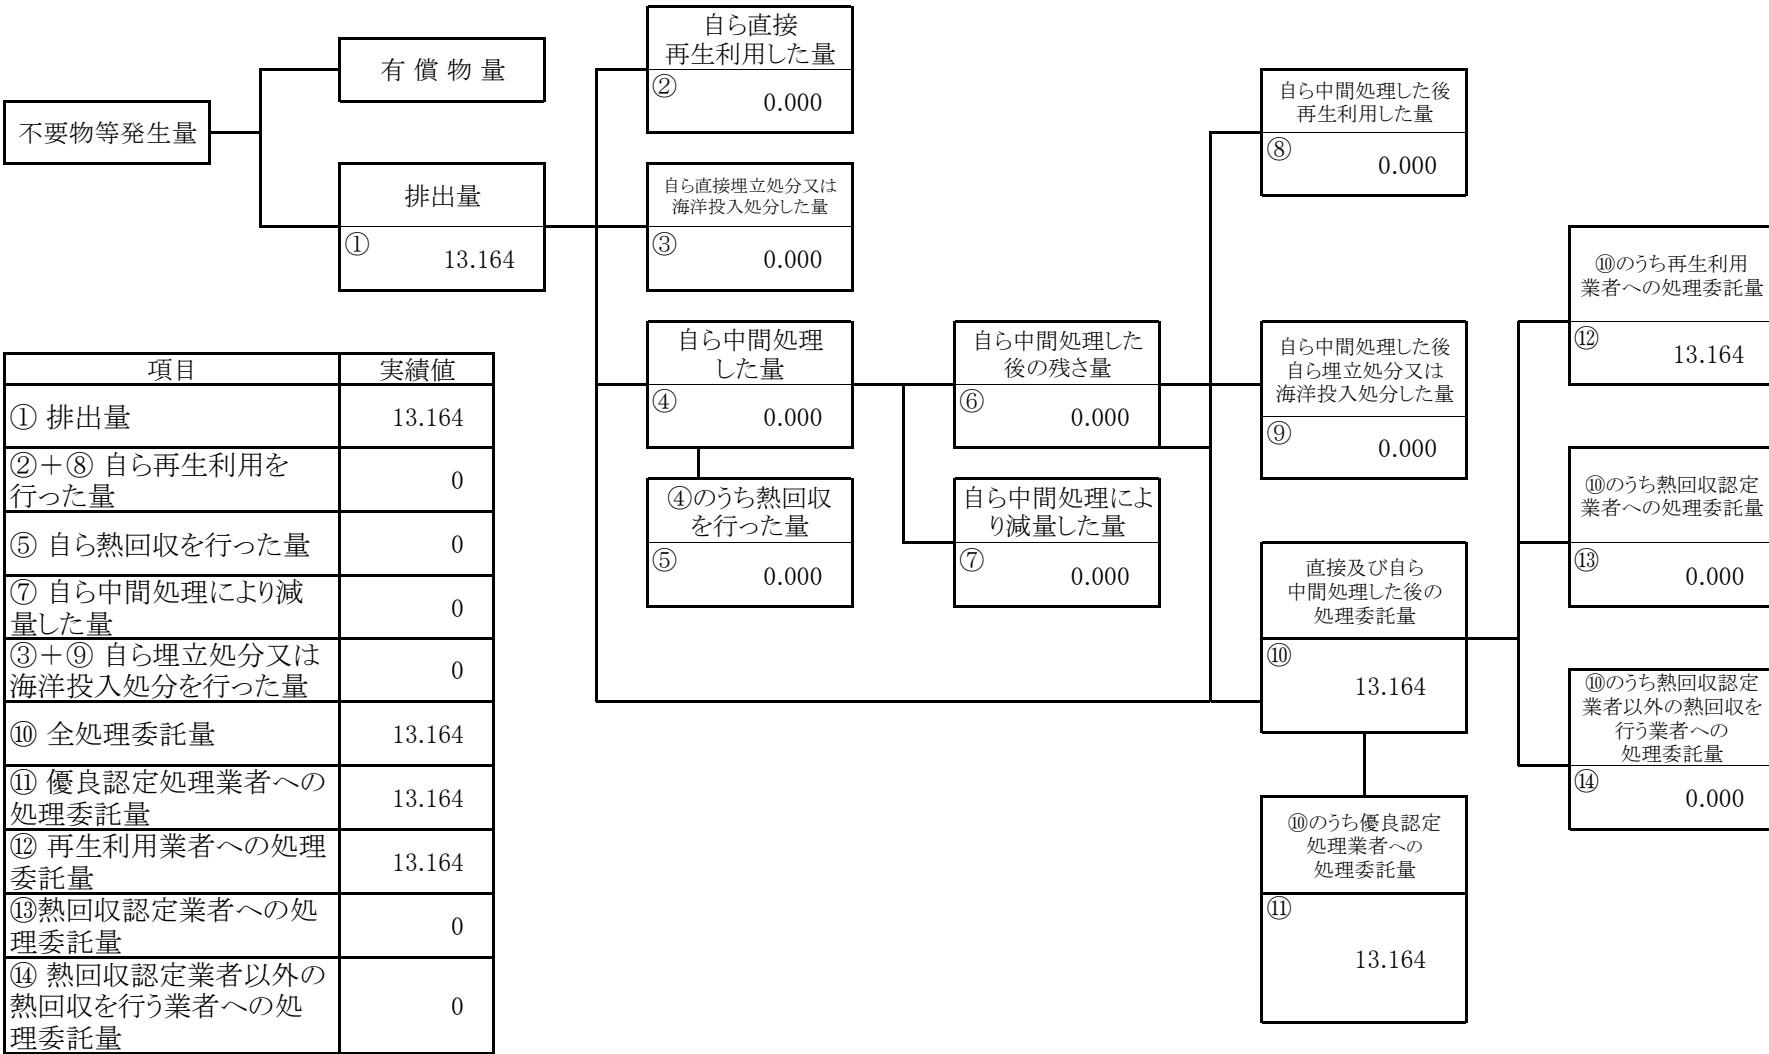 不要物等発生量
有 償 物 量
排出量
①
13.164
自ら直接
再生利用した量
②
0.000
自ら直接埋立処分又は
海洋投入処分した量
③
0.000
自ら中間処理
した量
④
0.000
④のうち熱回収
を行った量
⑤
0.000
自ら中間処理した
後の残さ量
⑥
0.000
自ら中間処理によ
り減量した量
⑦
0.000
自ら中間処理した後
再生利用した量
⑧
0.000
自ら中間処理した後
自ら埋立処分又は
海洋投入処分した量
⑨
0.000
直接及び自ら
中間処理した後の
処理委託量
⑩
13.164
⑩のうち優良認定
処理業者への
処理委託量
⑪
13.164
⑩のうち再生利用
業者への処理委託量
⑫
13.164
⑩のうち熱回収認定
業者への処理委託量
⑬
0.000
⑩のうち熱回収認定
業者以外の熱回収を
行う業者への
処理委託量
⑭
0.000
項目 実績値
① 排出量 13.164
②＋⑧ 自ら再生利用を
行った量 0
⑤ 自ら熱回収を行った量 0
⑦ 自ら中間処理により減
量した量 0
③＋⑨ 自ら埋立処分又は
海洋投入処分を行った量 0
⑩ 全処理委託量 13.164
⑪ 優良認定処理業者への
処理委託量 13.164
⑫ 再生利用業者への処理
委託量 13.164
⑬熱回収認定業者への処
理委託量 0
⑭ 熱回収認定業者以外の
熱回収を行う業者への処
理委託量 0